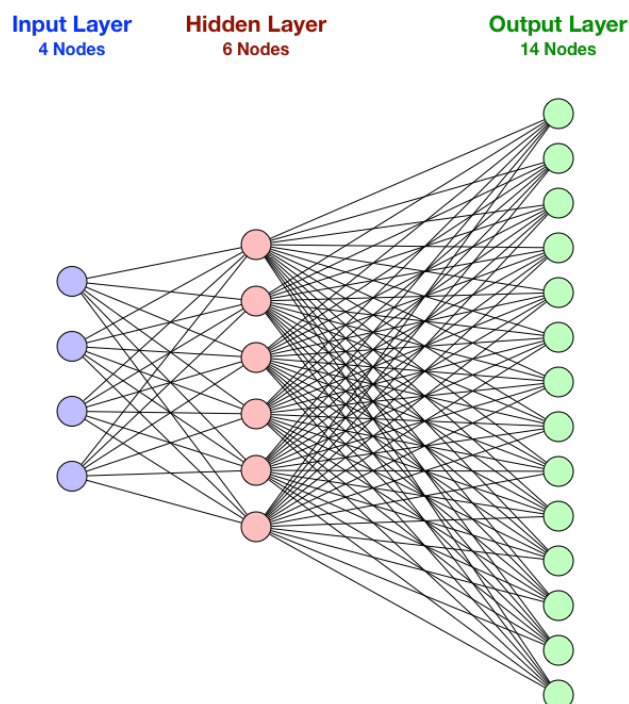 Input Layer
4 Nodes
Hidden Layer
6 Nodes
Output Layer
14 Nodes